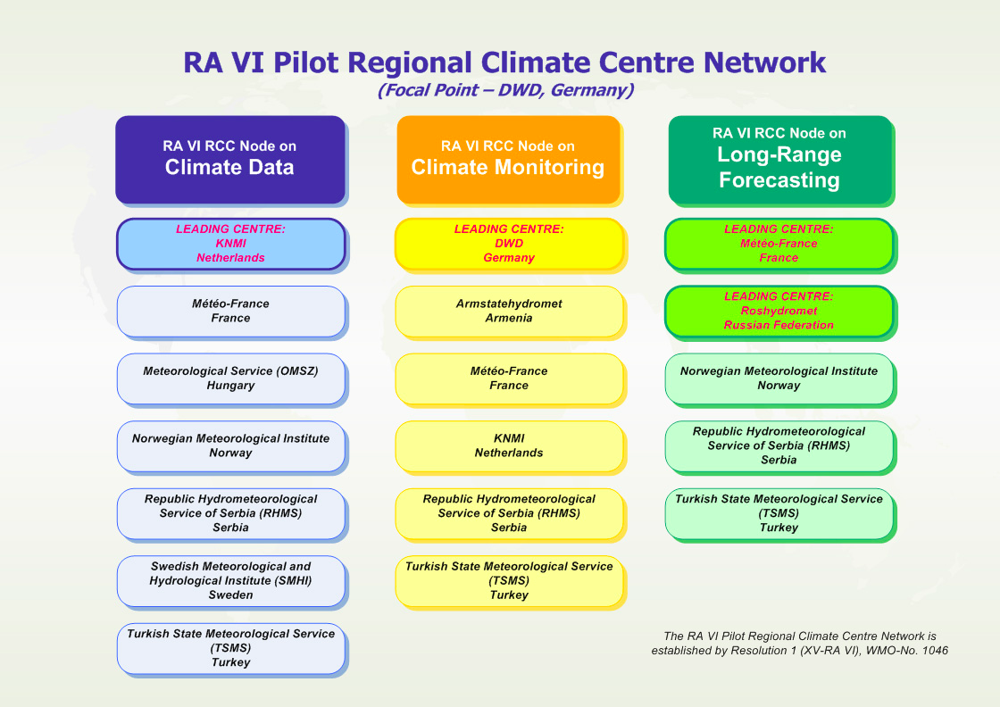 RA VI Pilot Regional Climate Centre Network
(Focal Point – DWD, Germany)
RA VI RCC Node on
Climate Data
LEADING CENTRE:
KNMI
Netherlands
Météo-France
France
Meteorological Service (OMSZ)
Hungary
Norwegian Meteorological Institute
Norway
Republic Hydrometeorological
Service of Serbia (RHMS)
Serbia
Swedish Meteorological and
Hydrological Institute (SMHI)
Sweden
Turkish State Meteorological Service
(TSMS)
Turkey
RA VI RCC Node on
Climate Monitoring
LEADING CENTRE:
DWD
Germany
Armstatehydromet
Armenia
Météo-France
France
KNMI
Netherlands
Republic Hydrometeorological
Service of Serbia (RHMS)
Serbia
Turkish State Meteorological Service
(TSMS)
Turkey
RA VI RCC Node on
Long-Range
Forecasting
LEADING CENTRE:
Météo-France
France
LEADING CENTRE:
Roshydromet
Russian Federation
Norwegian Meteorological Institute
Norway
Republic Hydrometeorological
Service of Serbia (RHMS)
Serbia
Turkish State Meteorological Service
(TSMS)
Turkey
The RA VI Pilot Regional Climate Centre Network is
established by Resolution 1 (XV-RA VI), WMO-No. 1046